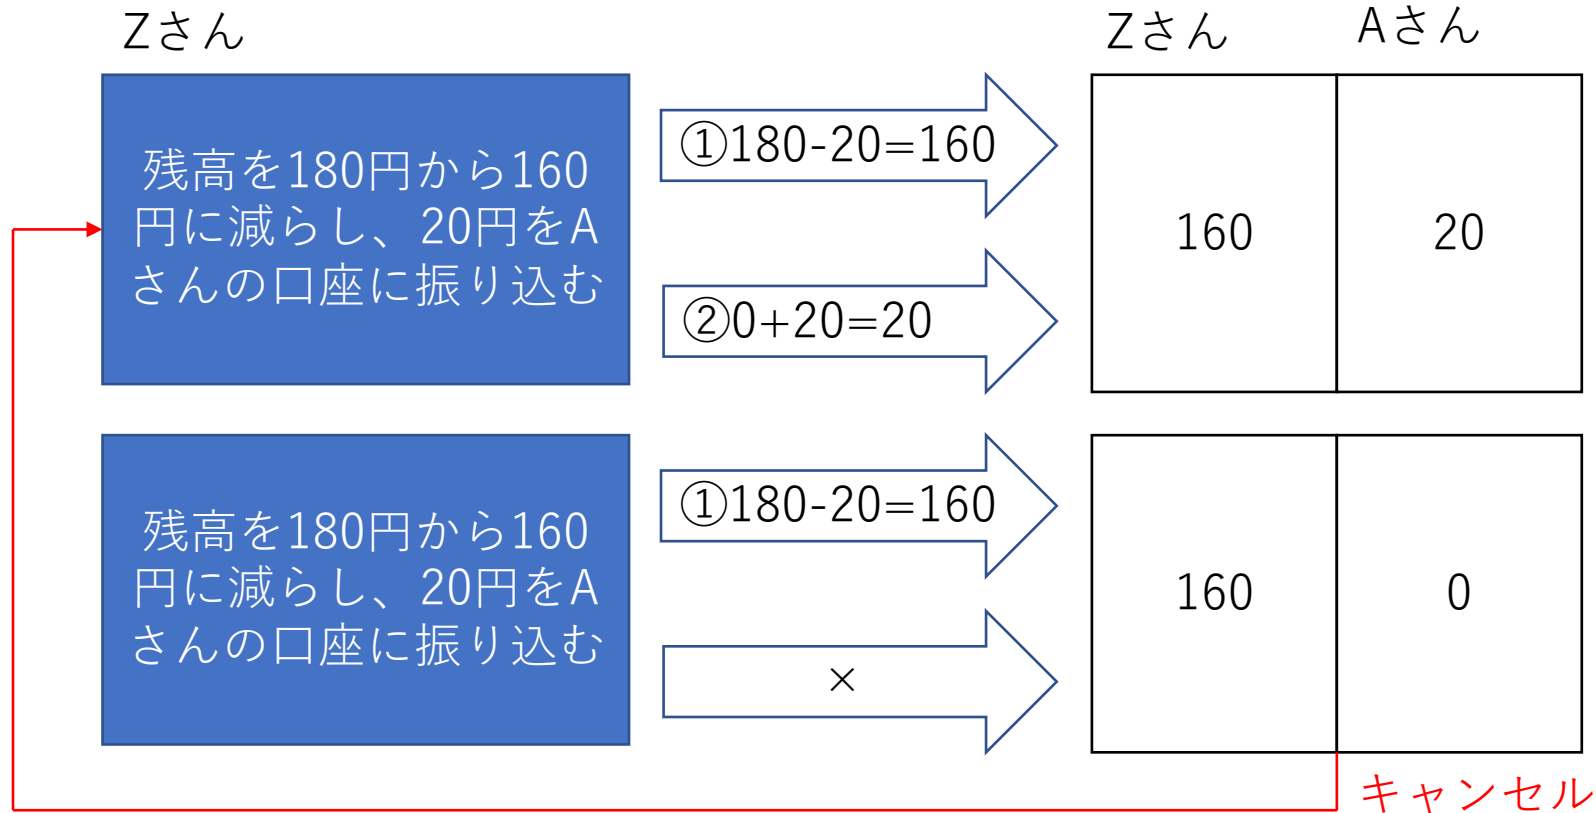 Zさん
Zさん
Aさん
残高を180円から160
円に減らし、20円をA
さんの口座に振り込む
①180-20=160
②0+20=20
160
20
残高を180円から160
円に減らし、20円をA
さんの口座に振り込む
①180-20=160
×
160
0
キャンセル